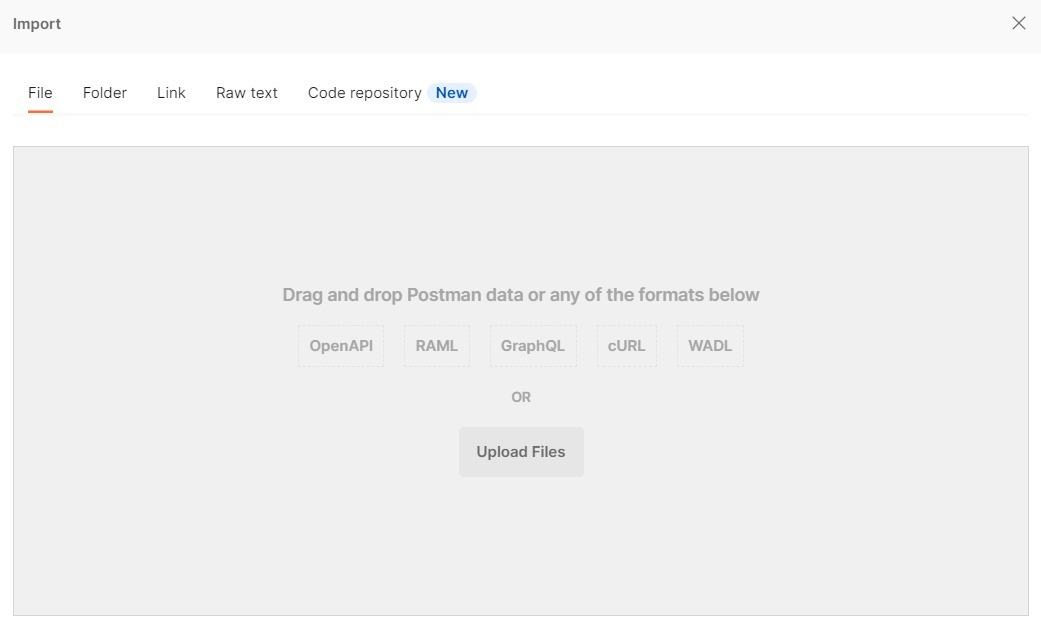 Import
File Folder Link Raw text Code repository New
Drag and drop Postman data or any of the formats below
OpenAPI RAML GraphQL cURL WADL
OR
Upload Files